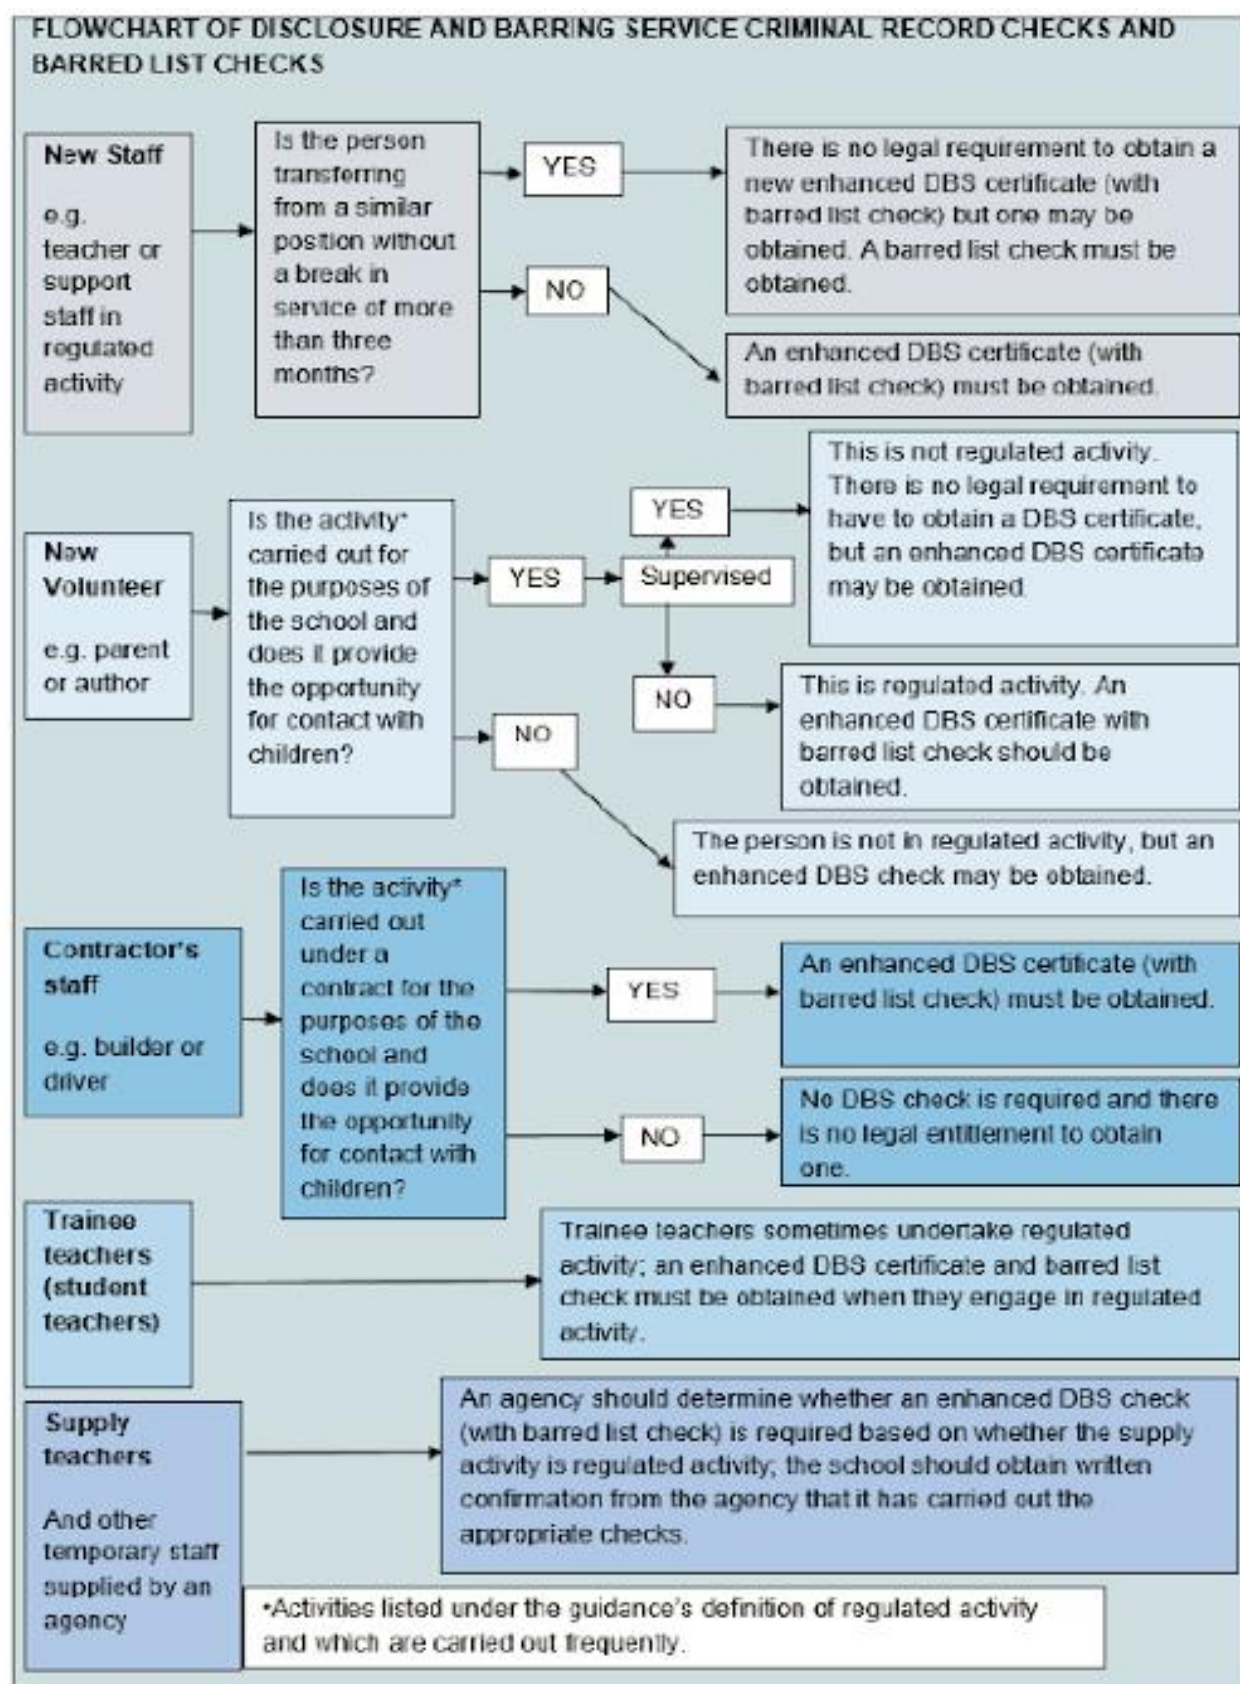 FLOWCHART OF DISCLOSURE AND BARRING SERVICE CRIMINAL RECORD CHECKS AND
BARRED LIST CHECKS
New Staff
e.g.
teacher or
support
staff in
regulated
activity
Is the person
transferring
from a similar
position without
a break in
service of more
than three
months?
YES
There is no legal requirement to obtain a
new enhanced DBS certificate (with
barred list check) but one may be
obtained. A barred list check must be
obtained.
NO
An enhanced DBS certificate (with
barred list check) must be obtained.
New
Volunteer
e.g. parent
or author
Is the activity*
carried out for
the purposes of
the school and
does it provide
the opportunity
for contact with
children?
YES
Supervised
YES
This is not regulated activity.
There is no legal requirement to
have to obtain a DBS certificate,
but an enhanced DBS certificate
may be obtained
NO
This is regulated activity. An
enhanced DBS certificate with
barred list check should be
obtained.
NO
The person is not in regulated activity, but an
enhanced DBS check may be obtained.
Contractor's
staff
e.g. builder or
driver
Is the activity*
carried out
under a
contract for the
purposes of the
school and
does it provide
the opportunity
for contact with
children?
YES
An enhanced DBS certificate (with
barred list check) must be obtained.
NO
No DBS check is required and there
is no legal entitlement to obtain
one.
Trainee
teachers
(student
teachers)
Trainee teachers sometimes undertake regulated
activity; an enhanced DBS certificate and barred list
check must be obtained when they engage in regulated
activity.
Supply
teachers
And other
temporary staff
supplied by an
agency
An agency should determine whether an enhanced DBS check
(with barred list check) is required based on whether the supply
activity is regulated activity; the school should obtain written
confirmation from the agency that it has carried out the
appropriate checks.
*Activities listed under the guidance's definition of regulated activity
and which are carried out frequently.